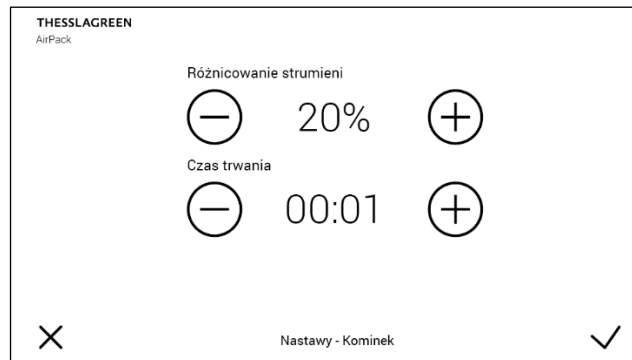 THESSLAGREEN
AirPack
Różnicowanie strumieni
20%
Czas trwania
00:01
Nastawy - Kominek